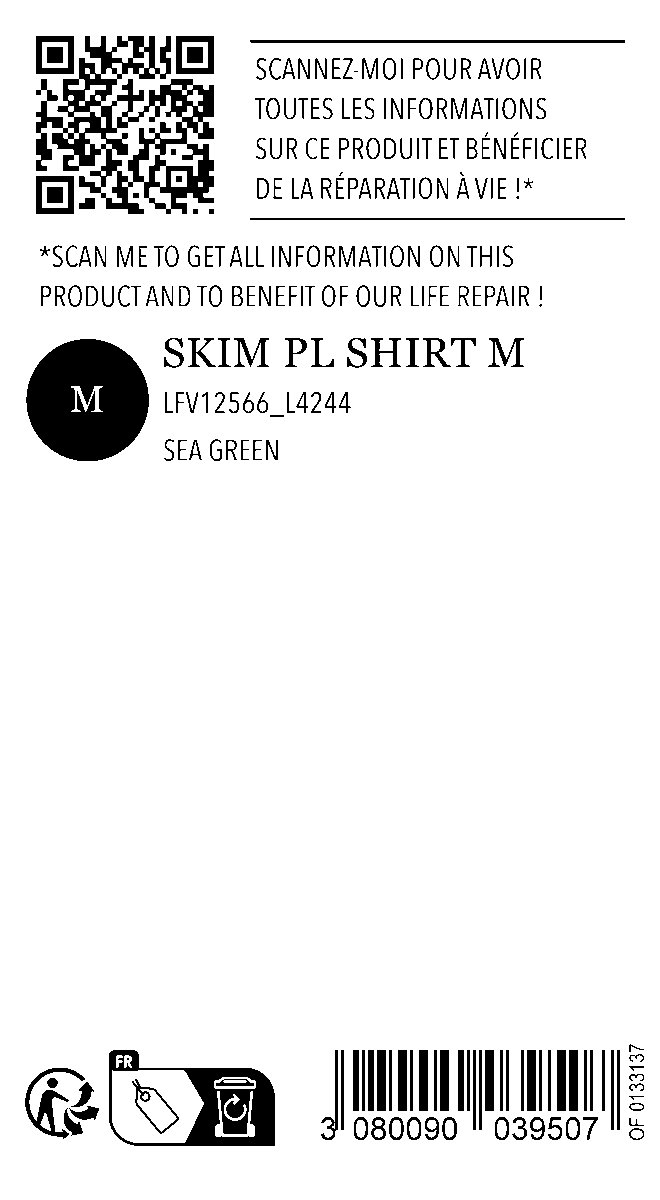 SCANNEZ-MOI POUR AVOIR
TOUTES LES INFORMATIONS
SUR CE PRODUIT ET BÉNÉFICIER
DE LA RÉPARATION À VIE !*
*SCAN ME TO GET ALL INFORMATION ON THIS
PRODUCT AND TO BENEFIT OF OUR LIFE REPAIR !
M
SKIM PL SHIRT M
LFV12566_L4244
SEA GREEN
FR
3 080090 039507
OF 0133137